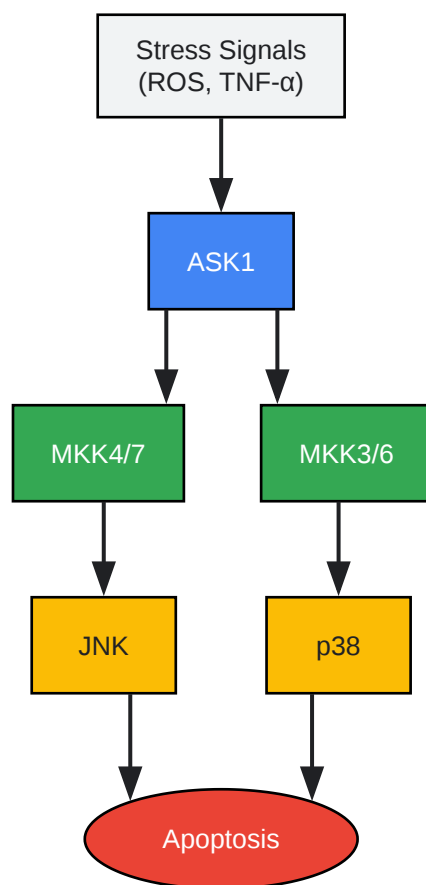 Stress Signals
(ROS, TNF-α)
ASK1
MKK4/7
MKK3/6
JNK
p38
Apoptosis